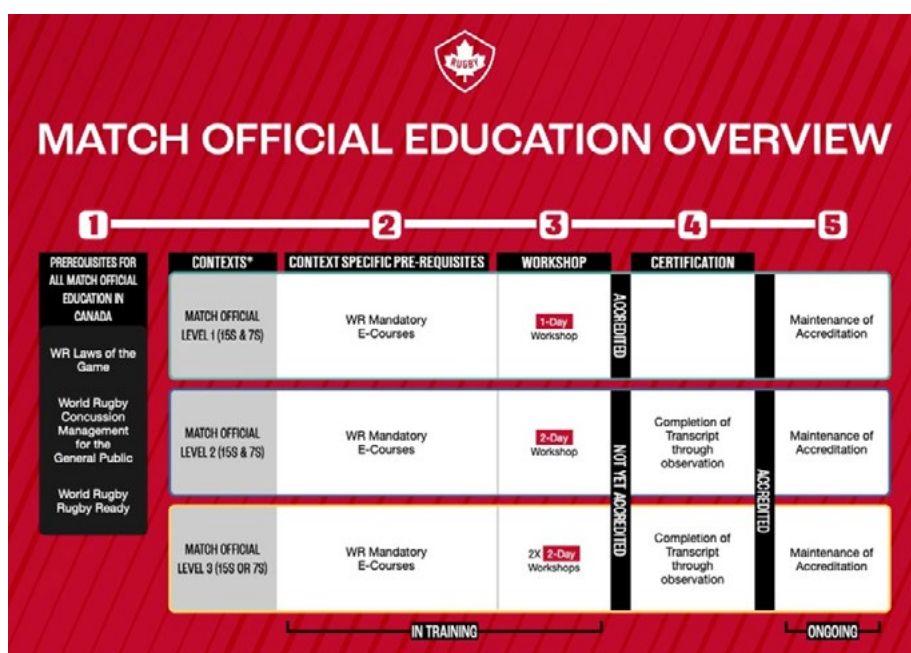 RUGBY
MATCH OFFICIAL EDUCATION OVERVIEW
1
2
3
4
5
PREREQUISITES FOR
ALL MATCH OFFICIAL
EDUCATION IN
CANADA
WR Laws of the
Game
World Rugby
Concussion
Management
for the
General Public
World Rugby
Rugby Ready
CONTEXTS*
CONTEXT SPECIFIC PRE-REQUISITES
WORKSHOP
CERTIFICATION
MATCH OFFICIAL
LEVEL 1 (15S & 7S)
WR Mandatory
E-Courses
1-Day
Workshop
ACCREDITED
Maintenance of
Accreditation
MATCH OFFICIAL
LEVEL 2 (15S & 7S)
WR Mandatory
E-Courses
2-Day
Workshop
NOT YET ACCREDITED
Completion of
Transcript
through
observation
ACCREDITED
Maintenance of
Accreditation
MATCH OFFICIAL
LEVEL 3 (15S OR 7S)
WR Mandatory
E-Courses
2X 2-Day
Workshops
Completion of
Transcript
through
observation
Maintenance of
Accreditation
IN TRAINING
ONGOING